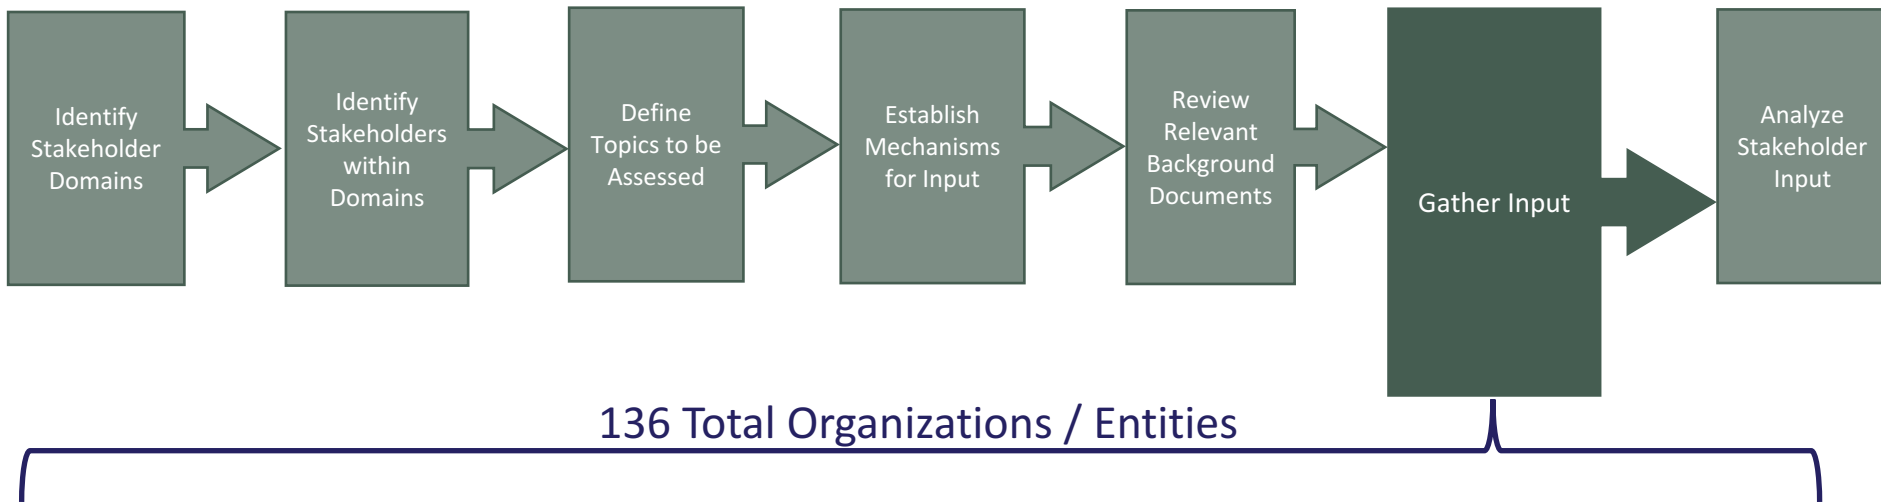 Identify
Stakeholder
Domains
Identify
Stakeholders
within
Domains
Define
Topics to be
Assessed
Establish
Mechanisms
for Input
Review
Relevant
Background
Documents
Gather Input
Analyze
Stakeholder
Input
136 Total Organizations / Entities